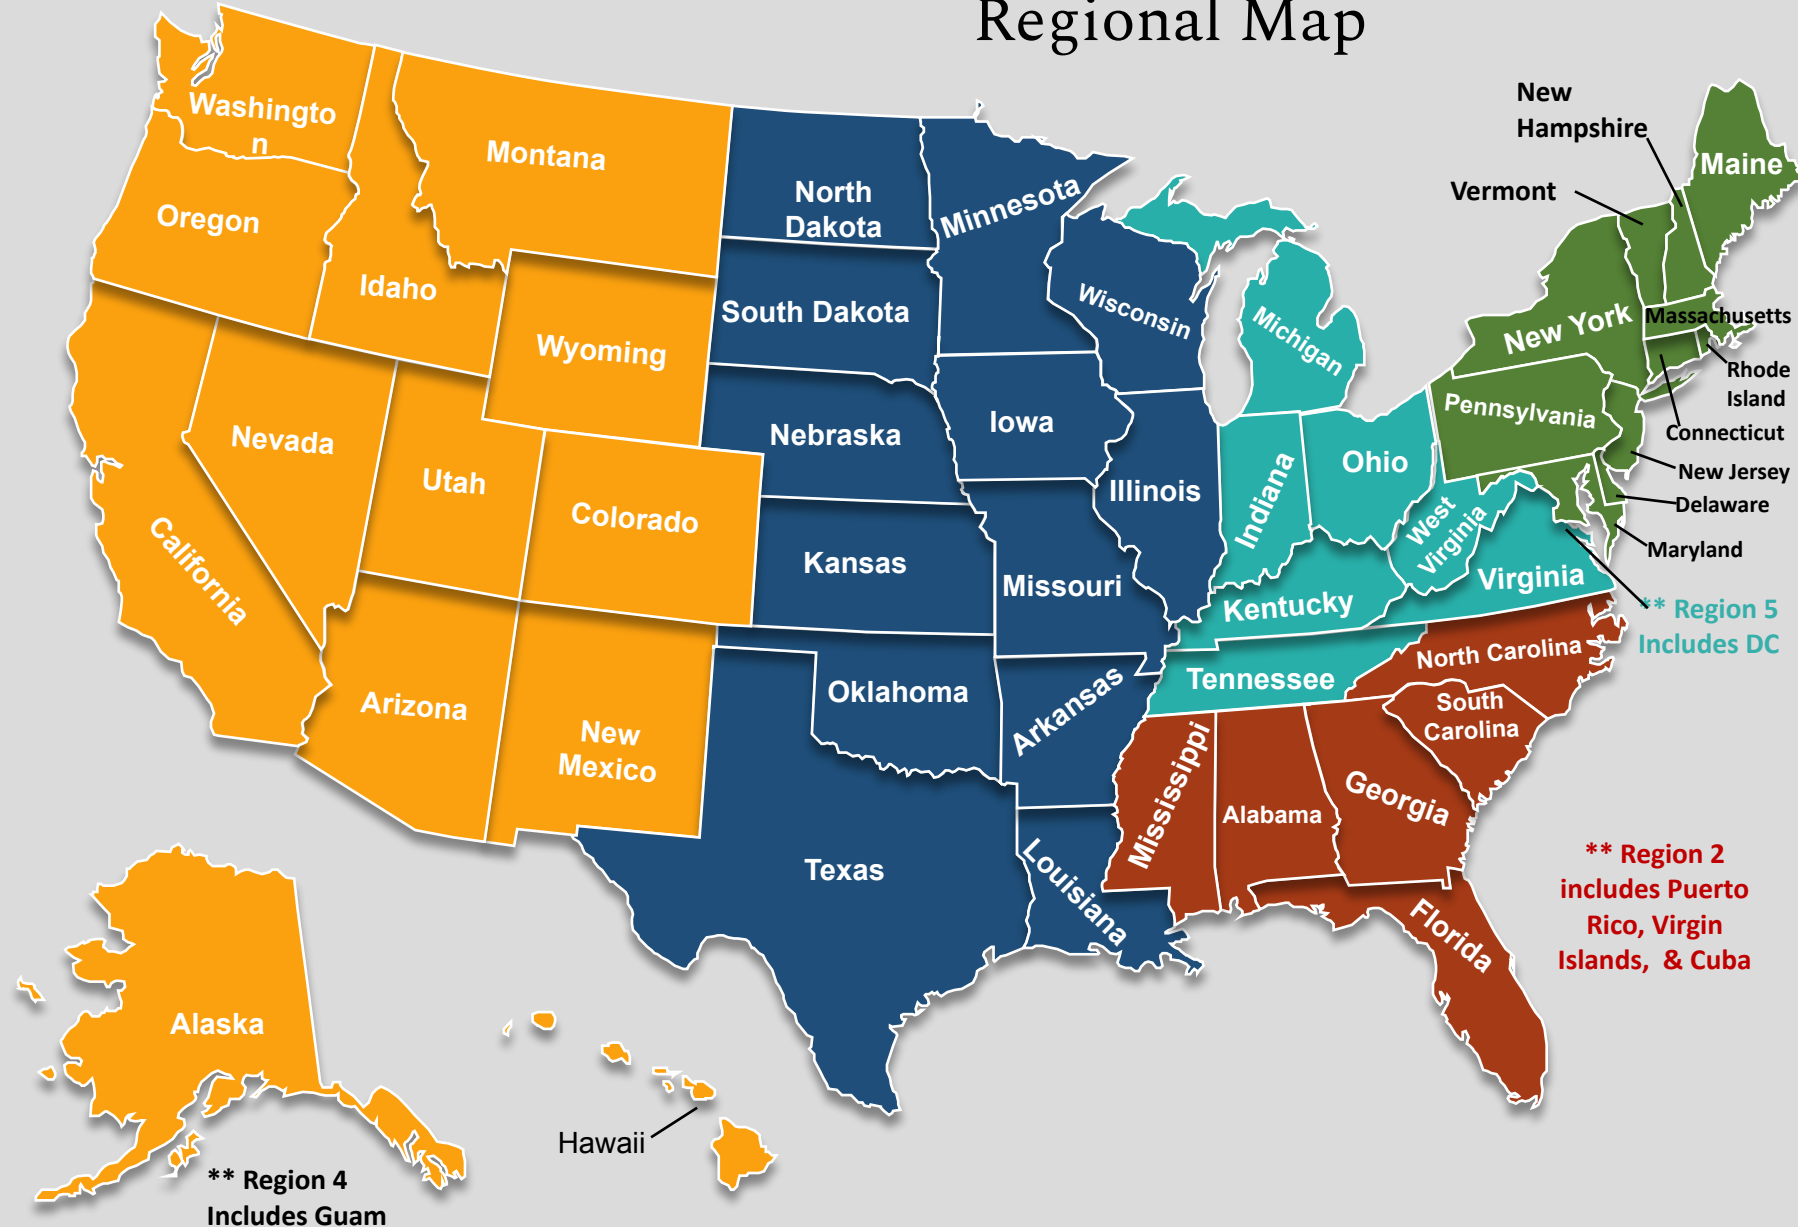 Regional Map
Washingto
n
Oregon
Idaho
Montana
Wyoming
California
Nevada
Utah
Colorado
Arizona
New
Mexico
Alaska
** Region 4
Includes Guam
Hawaii
North
Dakota
South Dakota
Nebraska
Kansas
Oklahoma
Texas
Minnesota
Iowa
Missouri
Arkansas
Louisiana
Wisconsin
Illinois
Michigan
Indiana
Ohio
Kentucky
Tennessee
West
Virginia
Virginia
** Region 5
Includes DC
North Carolina
South
Carolina
Mississippi
Alabama
Georgia
Florida
** Region 2
includes Puerto
Rico, Virgin
Islands,  & Cuba
New
Hampshire
Vermont
Maine
New York
Massachusetts
Rhode
Island
Pennsylvania
Connecticut
New Jersey
Delaware
Maryland